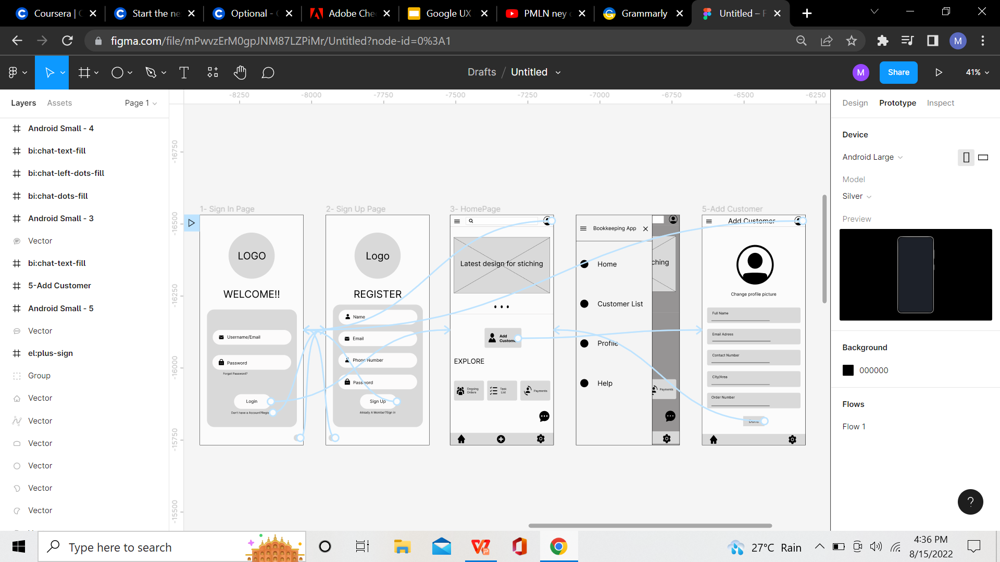 Coursera | C
Start the ne
Optional - C
Adobe Che
Google UX
PMLN ney c
Grammarly
Untitled – F
figma.com/file/mPwvzErM0gpJNM87LZPiMr/Untitled?node-id=0%3A1
M
Drafts / Untitled
M
Share
41%
Layers
Assets
Page 1
Android Small - 4
bi:chat-text-fill
bi:chat-left-dots-fill
bi:chat-dots-fill
Android Small - 3
Vector
bi:chat-text-fill
5-Add Customer
Android Small - 5
Vector
el:plus-sign
Group
Vector
Vector
Vector
Vector
Vector
Vector
-8250
-8000
-7750
-7500
-7250
-7000
-6750
-6500
-6250
-16750
-16500
-16250
-16000
-15750
-15500
1- Sign In Page
LOGO
WELCOME!!
Username/Email
Password
Forgot Password?
Login
Don't have a Account?Regis
2- Sign Up Page
Logo
REGISTER
Name
Email
Phone Number
Password
Sign Up
Already A Member?Sign in
3- HomePage
Latest design for stiching
Add
Custome
EXPLORE
Ongoing
Orders
Task
List
Payments
Bookkeeping App
Home
Customer List
Profile
Help
ching
Payments
5-Add Customer
Add Customer
Change profile picture
Full Name
Email Adress
Contact Number
City/Area
Order Number
Done
Design
Prototype
Inspect
Device
Android Large
Model
Silver
Preview
Background
000000
Flows
Flow 1
?
Type here to search
27°C Rain
4:36 PM
8/15/2022